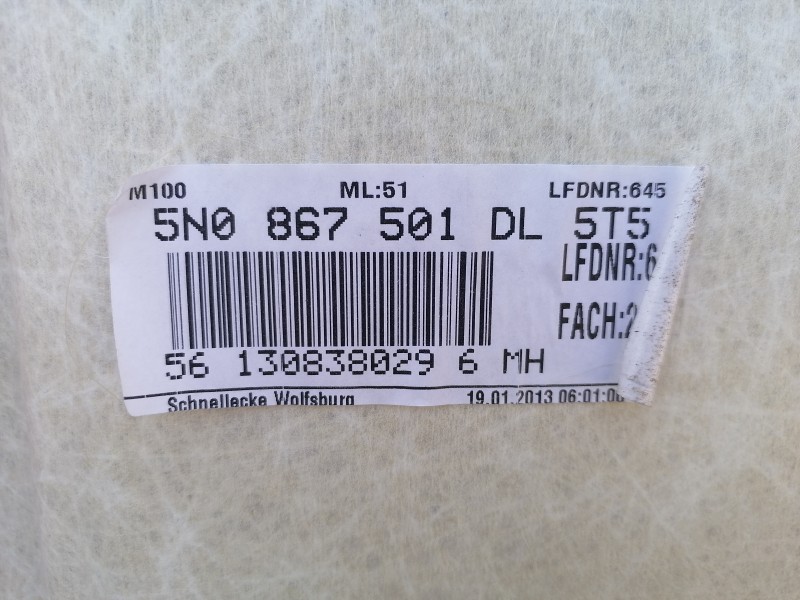 M100 ML:51 LFDNR:645
5N0 867 501 DL 5T5
LFDNR:6
FACH:2
56 130838029 6 MH
Schnellecke Wolfsburg 19.01.2013 06:01:00